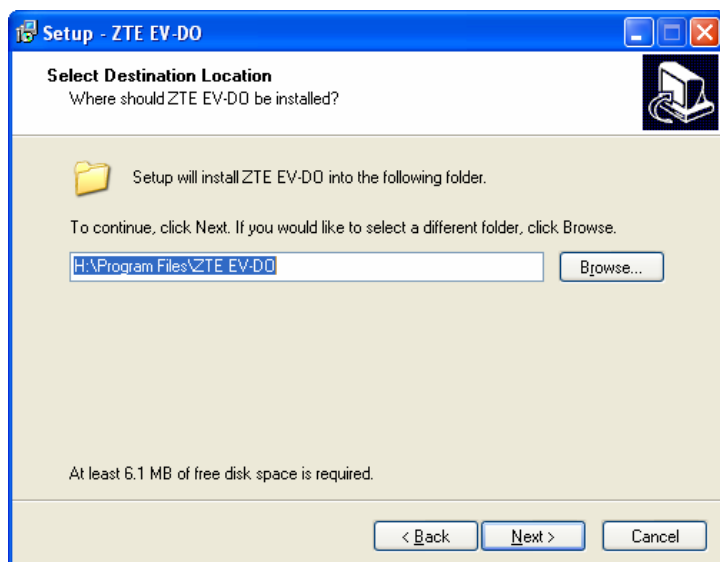 Setup - ZTE EV-DO
Select Destination Location
Where should ZTE EV-DO be installed?
Setup will install ZTE EV-DO into the following folder.
To continue, click Next. If you would like to select a different folder, click Browse.
H:\Program Files\ZTE EV-DO
Browse...
At least 6.1 MB of free disk space is required.
< Back
Next >
Cancel